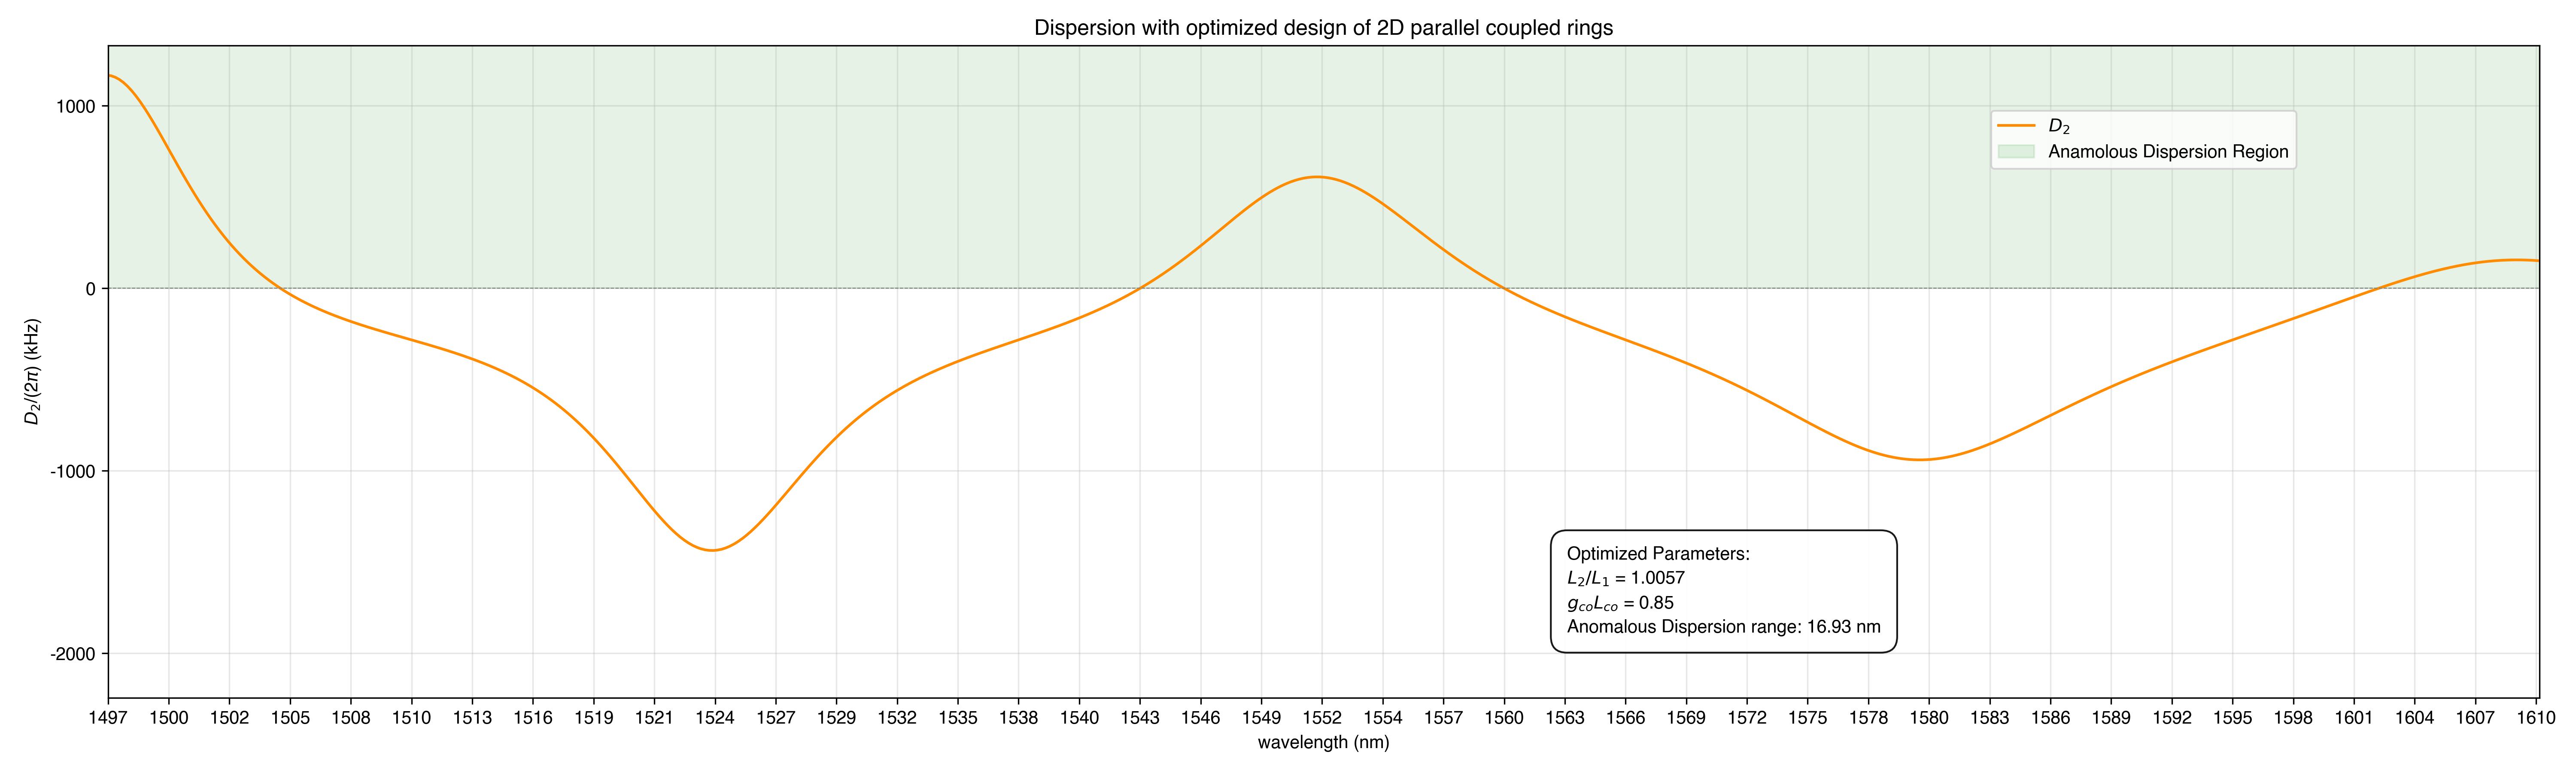 Dispersion with optimized design of 2D parallel coupled rings
D₂/(2π) (kHz)
1000
0
-1000
-2000
D₂
Anamolous Dispersion Region
Optimized Parameters:
L₂/L₁ = 1.0057
g_{co}L_{co} = 0.85
Anomalous Dispersion range: 16.93 nm
1497 1500 1502 1505 1508 1510 1513 1516 1519 1521 1524 1527 1529 1532 1535 1538 1540 1543 1546 1549 1552 1554 1557 1560 1563 1566 1569 1572 1575 1578 1580 1583 1586 1589 1592 1595 1598 1601 1604 1607 1610
wavelength (nm)